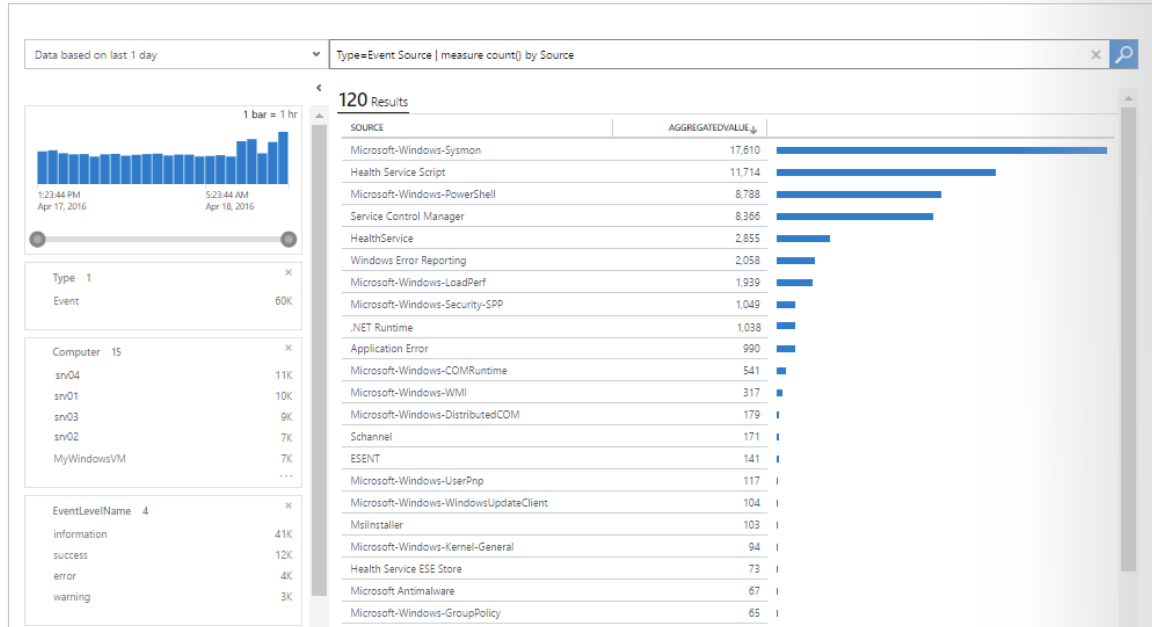 Data based on last 1 day
Type=Event Source | measure count() by Source
1 bar = 1 hr
1:23:44 PM
Apr 17, 2016
5:23:44 AM
Apr 18, 2016
Type 1
Event 60K
Computer 15
srv04 11K
srv01 10K
srv03 9K
srv02 7K
MyWindowsVM 7K
...
EventLevelName 4
information 41K
success 12K
error 4K
warning 3K
120 Results
SOURCE AGGREGATEDVALUE
Microsoft-Windows-Sysmon 17,610
Health Service Script 11,714
Microsoft-Windows-PowerShell 8,788
Service Control Manager 8,366
HealthService 2,855
Windows Error Reporting 2,058
Microsoft-Windows-LoadPerf 1,939
Microsoft-Windows-Security-SPP 1,049
.NET Runtime 1,038
Application Error 990
Microsoft-Windows-COMRuntime 541
Microsoft-Windows-WMI 317
Microsoft-Windows-DistributedCOM 179
Schannel 171
ESENT 141
Microsoft-Windows-UserPnp 117
Microsoft-Windows-WindowsUpdateClient 104
MsiInstaller 103
Microsoft-Windows-Kernel-General 94
Health Service ESE Store 73
Microsoft Antimalware 67
Microsoft-Windows-GroupPolicy 65